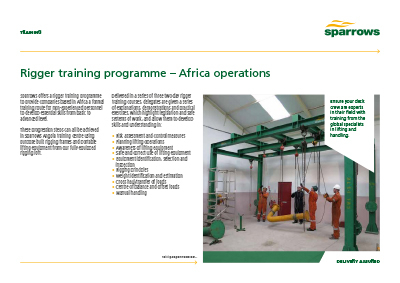 TRAINING
sparrows
Rigger training programme – Africa operations
Sparrows offers a rigger training programme
to provide companies based in Africa a formal
training route for non-experienced personnel
to develop essential skills from basic to
advanced level.
These progression steps can all be achieved
in Sparrows Angola training centre using
purpose built rigging frames and portable
lifting equipment from our fully equipped
rigging loft.
Delivered in a series of three two-day rigger
training courses, delegates are given a series
of explanations, demonstrations and practical
exercises, which highlight legislation and safe
systems of work, and allow them to develop
skills and understanding in:
Risk assessment and control measures
Planning lifting operations
Awareness of lifting equipment
Safe and correct use of lifting equipment
Equipment identification, selection and
inspection
Rigging principles
Weight identification and estimation
Cross hauling/transfer of loads
Centre of balance and offset loads
Manual handling
Ensure your deck
crew are experts
in their field with
training from the
global specialists
in lifting and
handling.
DELIVERY ASSURED